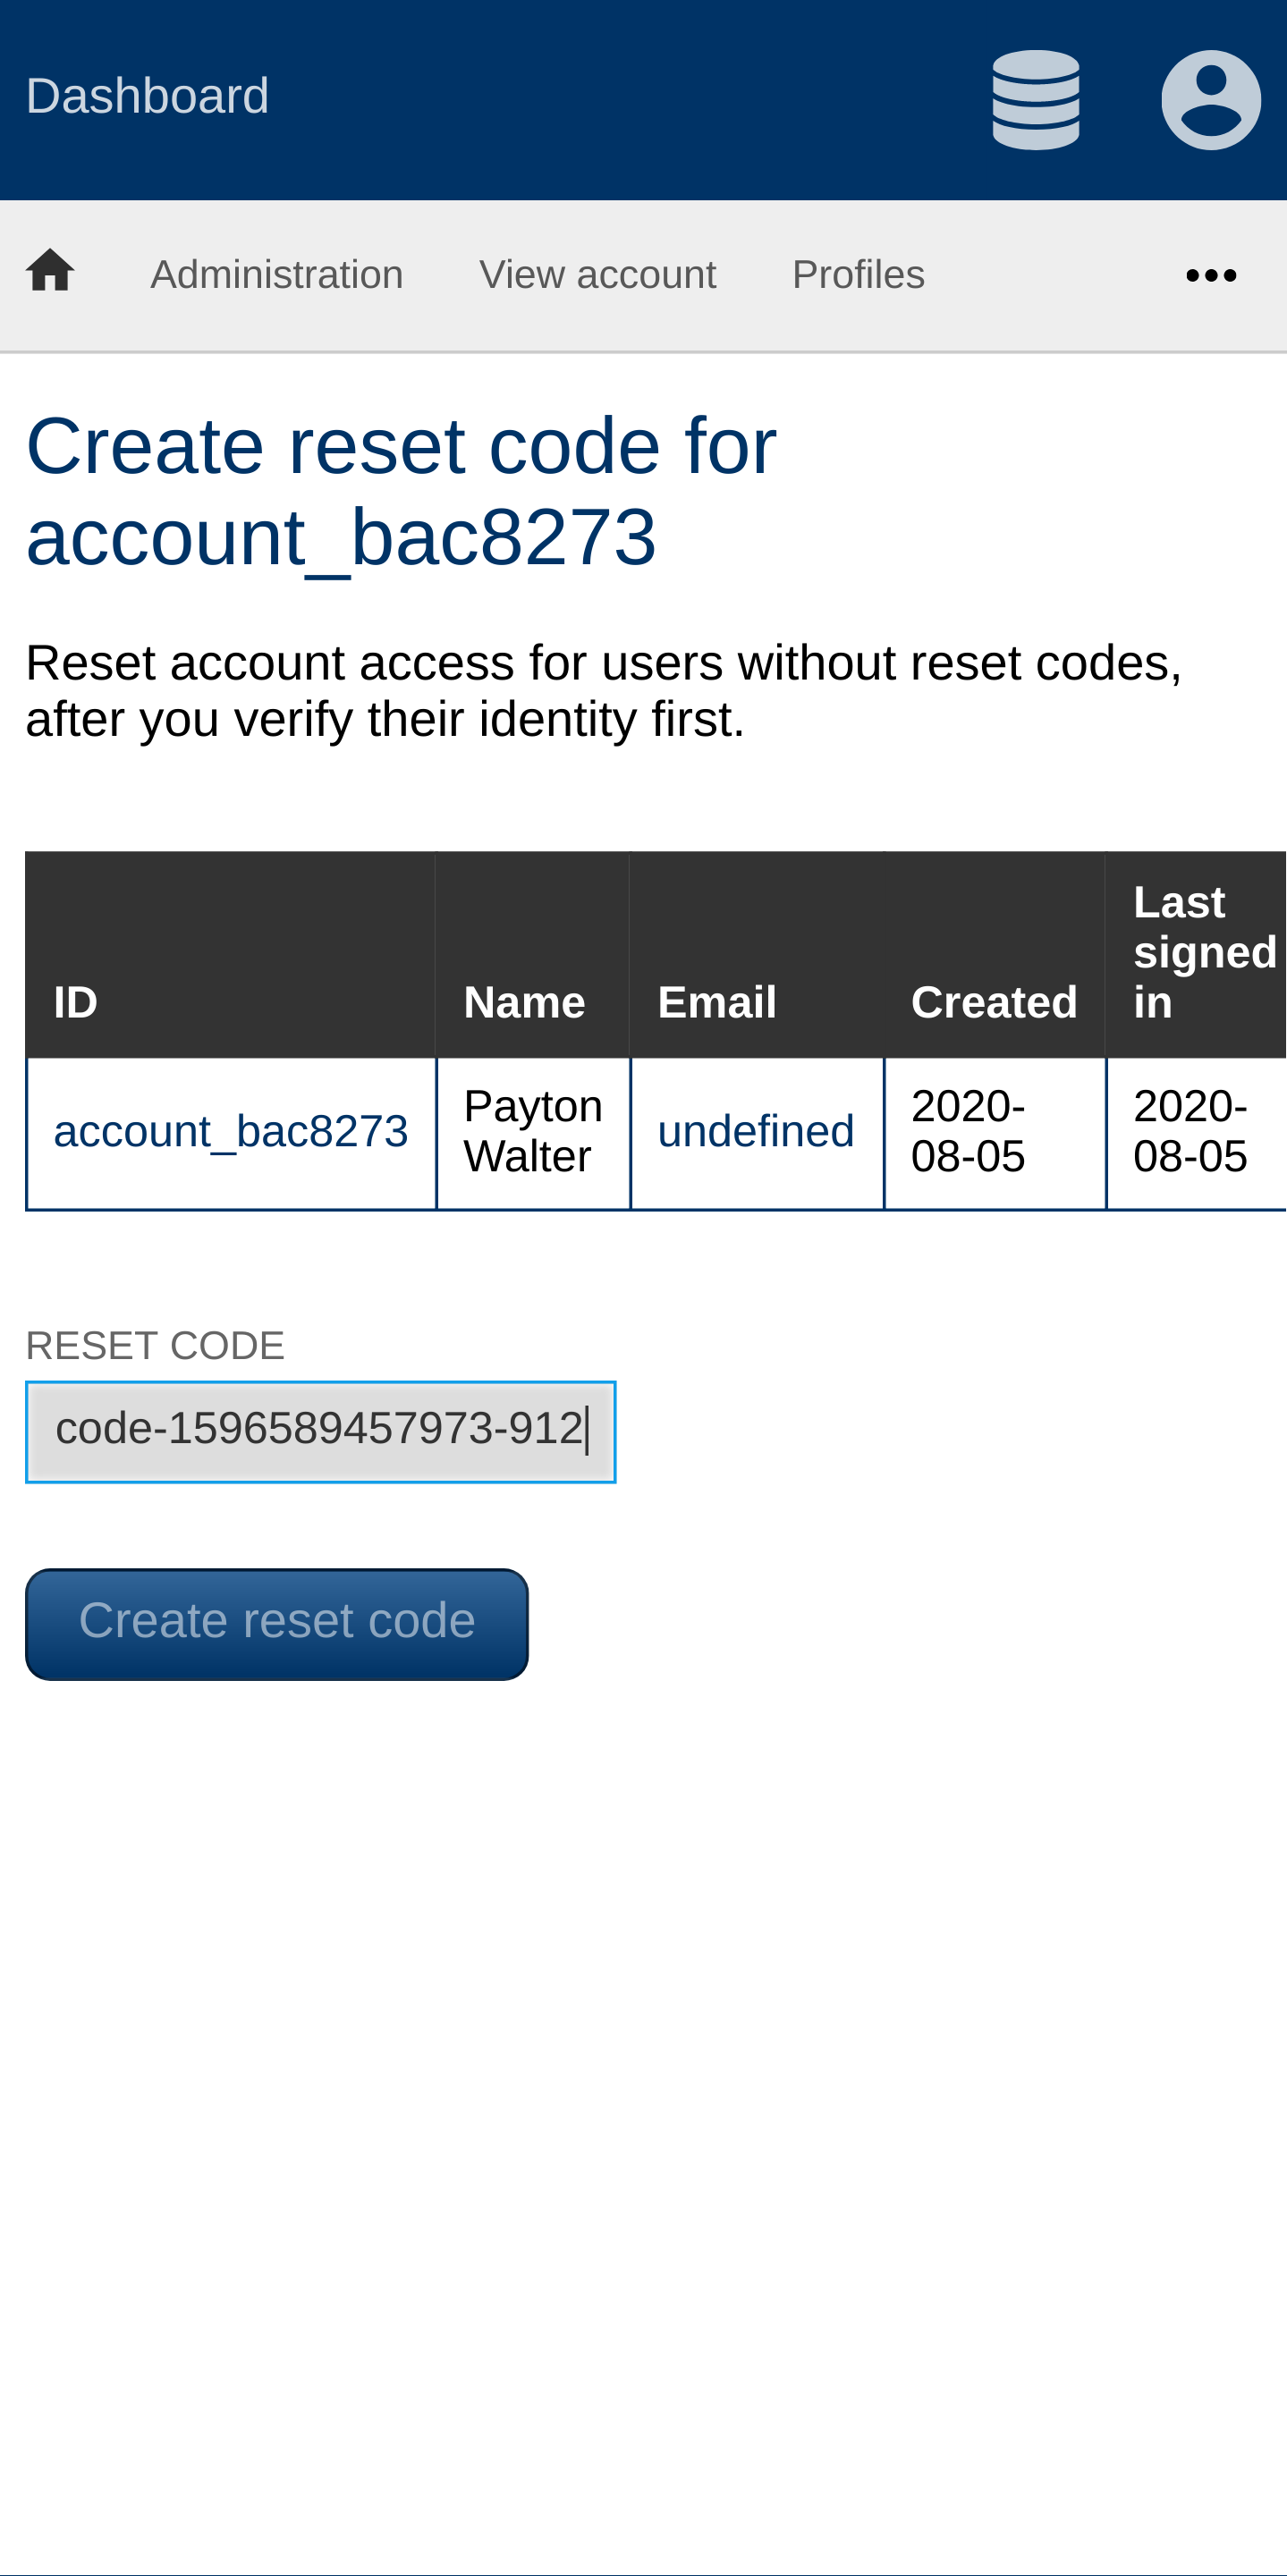 Dashboard
Administration View account Profiles
Create reset code for
account_bac8273
Reset account access for users without reset codes,
after you verify their identity first.
ID Name Email Created Last signed in
account_bac8273 Payton Walter undefined 2020-08-05 2020-08-05
RESET CODE
code-1596589457973-912
Create reset code